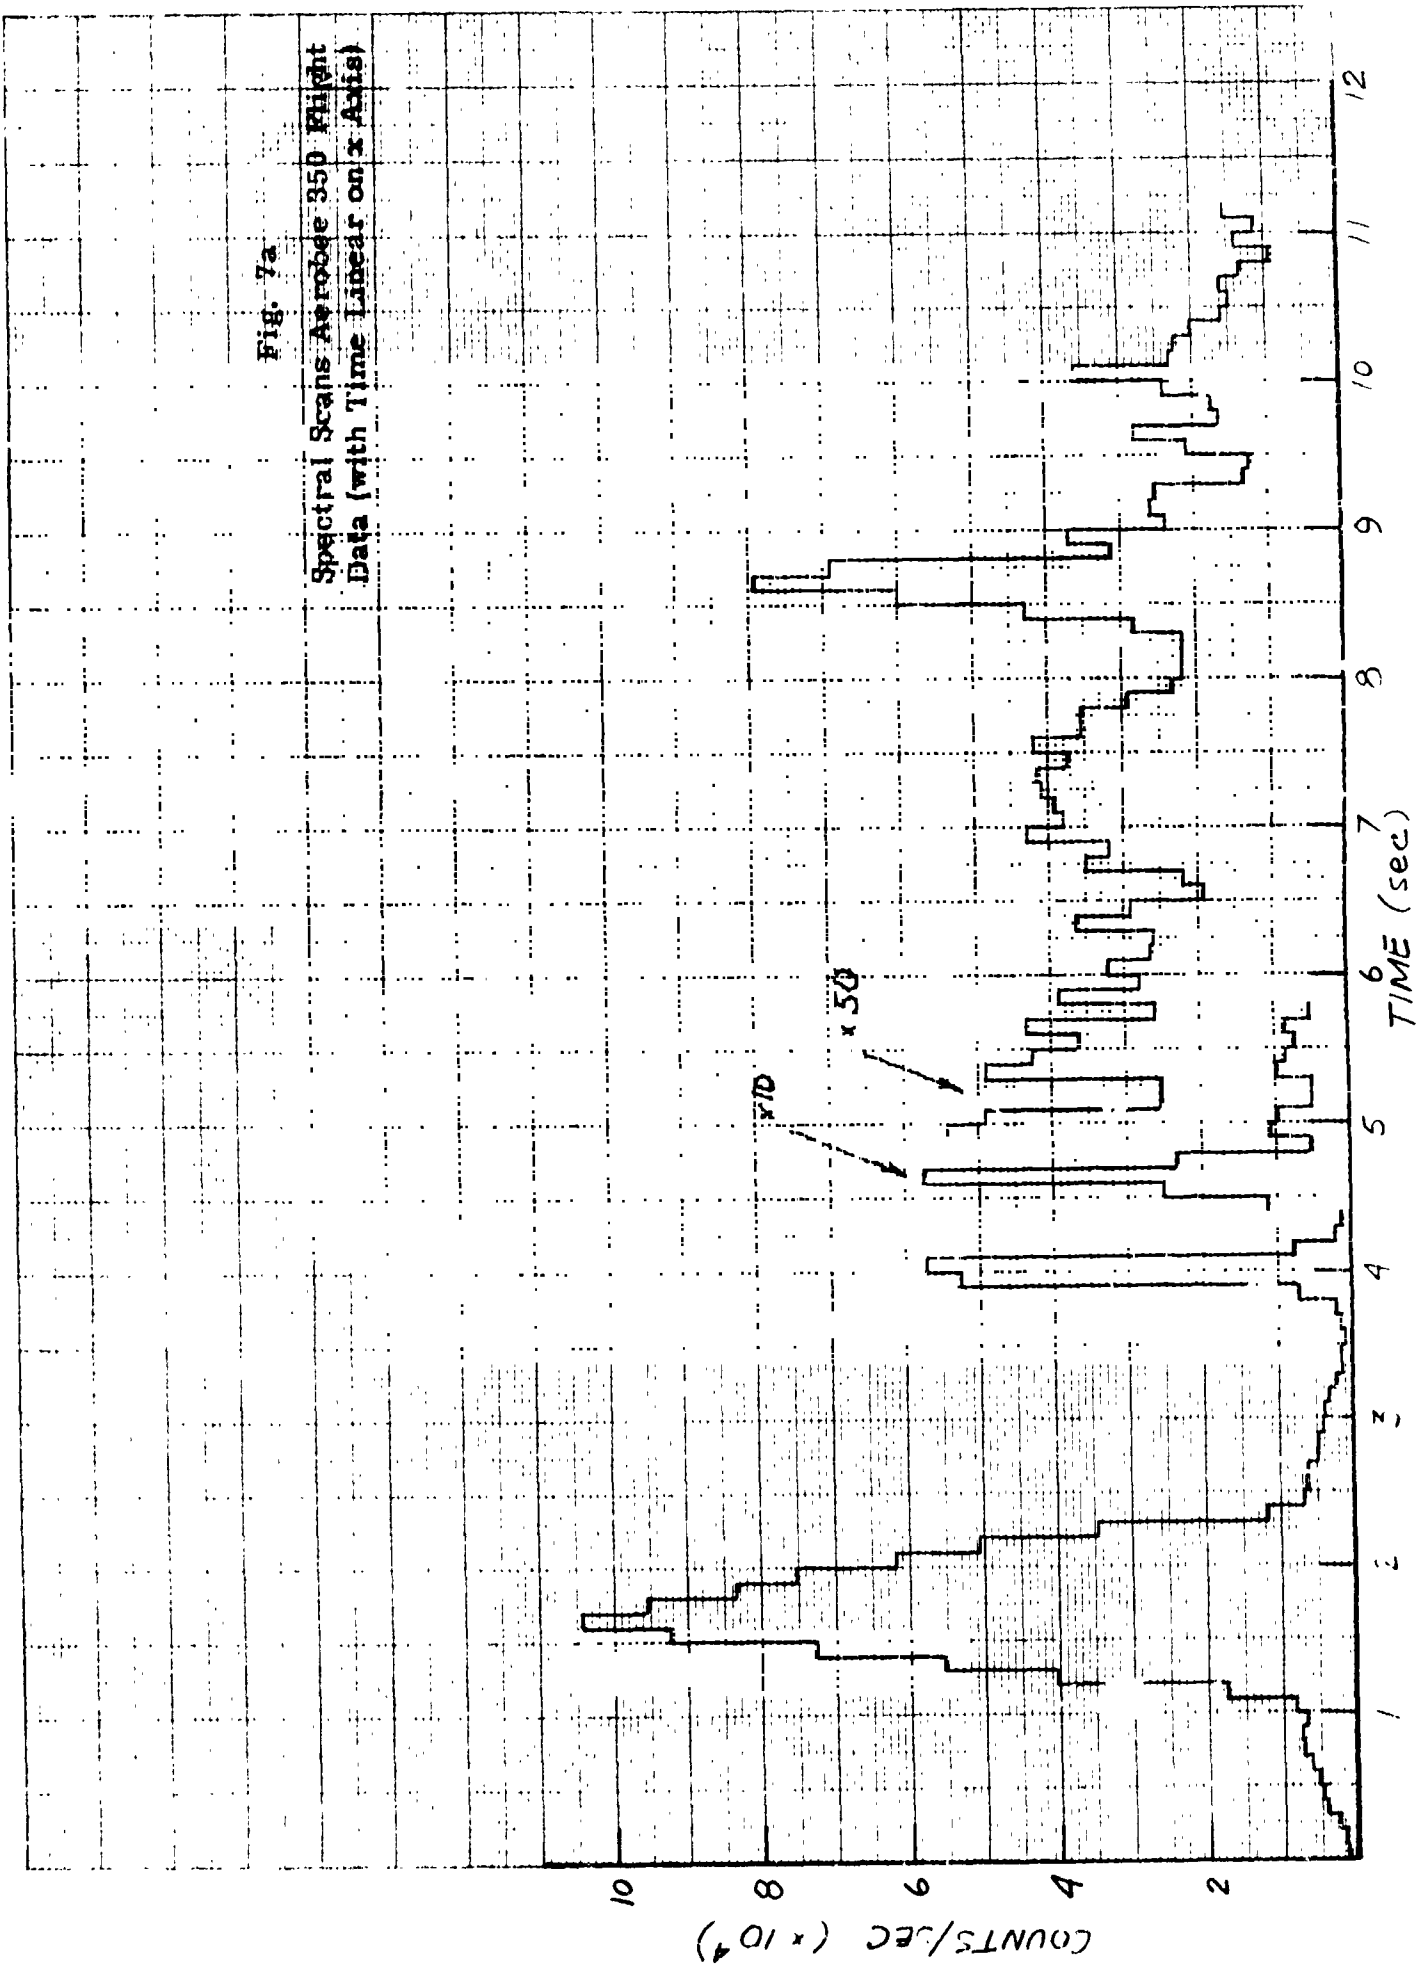 Fig. 7a
Spectral Scans Aerobee 350 Flight
Data (with Time Linear on x Axis)
x10
x 50
COUNTS/SEC (x 10⁴)
10
8
6
4
2
1
2
3
4
5
6
7
8
9
10
11
12
TIME (sec)